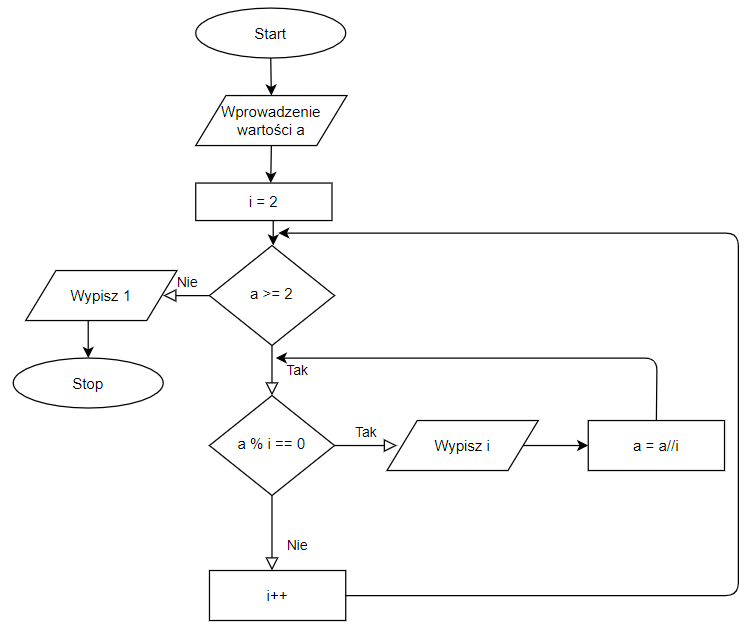 Start
Wprowadzenie
wartości a
i = 2
a >= 2
Nie
Wypisz 1
Stop
Tak
a % i == 0
Tak
Wypisz i
a = a//i
Nie
i++